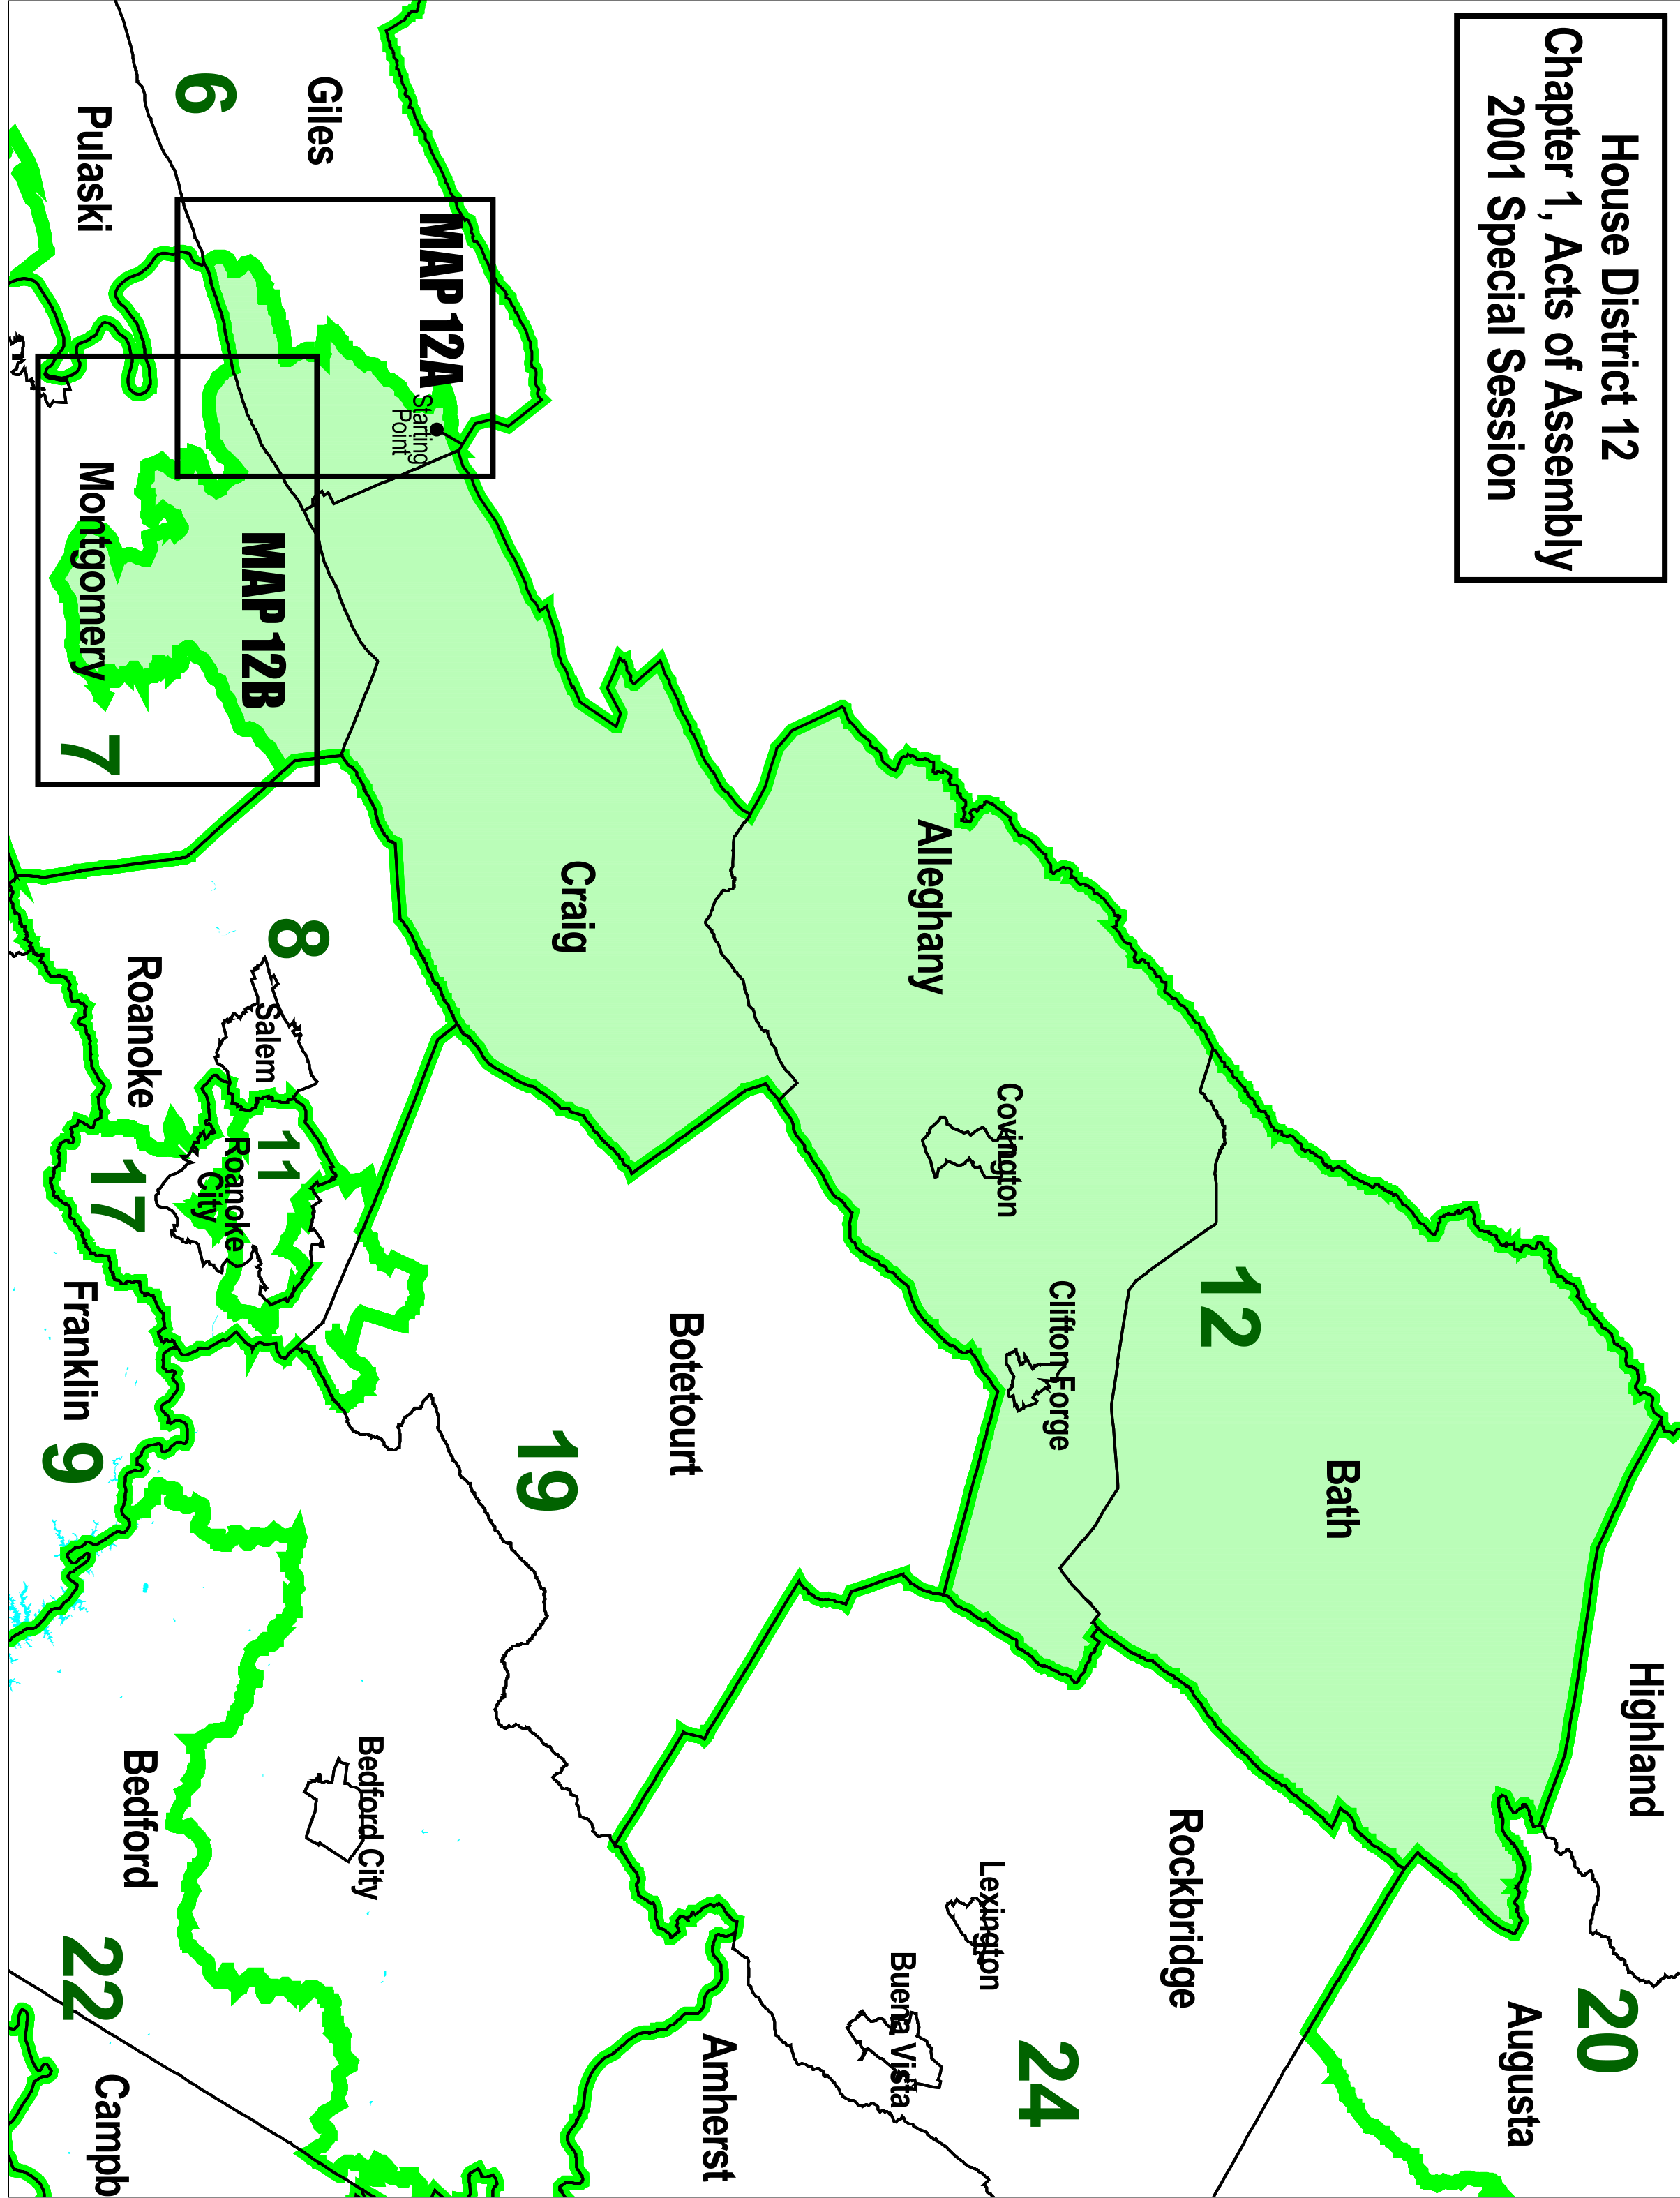 House District 12
Chapter 1, Acts of Assembly
2001 Special Session
Highland
20
Augusta
Bath
12
Rockbridge
24
Clifton Forge
Covington
Lexington
Alleghany
Buena Vista
Amherst
Botetourt
Craig
19
MAP 12A
Starting
Point
Giles
6
Bedford City
8
Salem
11
Roanoke
City
MAP 12B
Roanoke
17
Bedford
Pulaski
Montgomery
7
Franklin
9
22
Campb